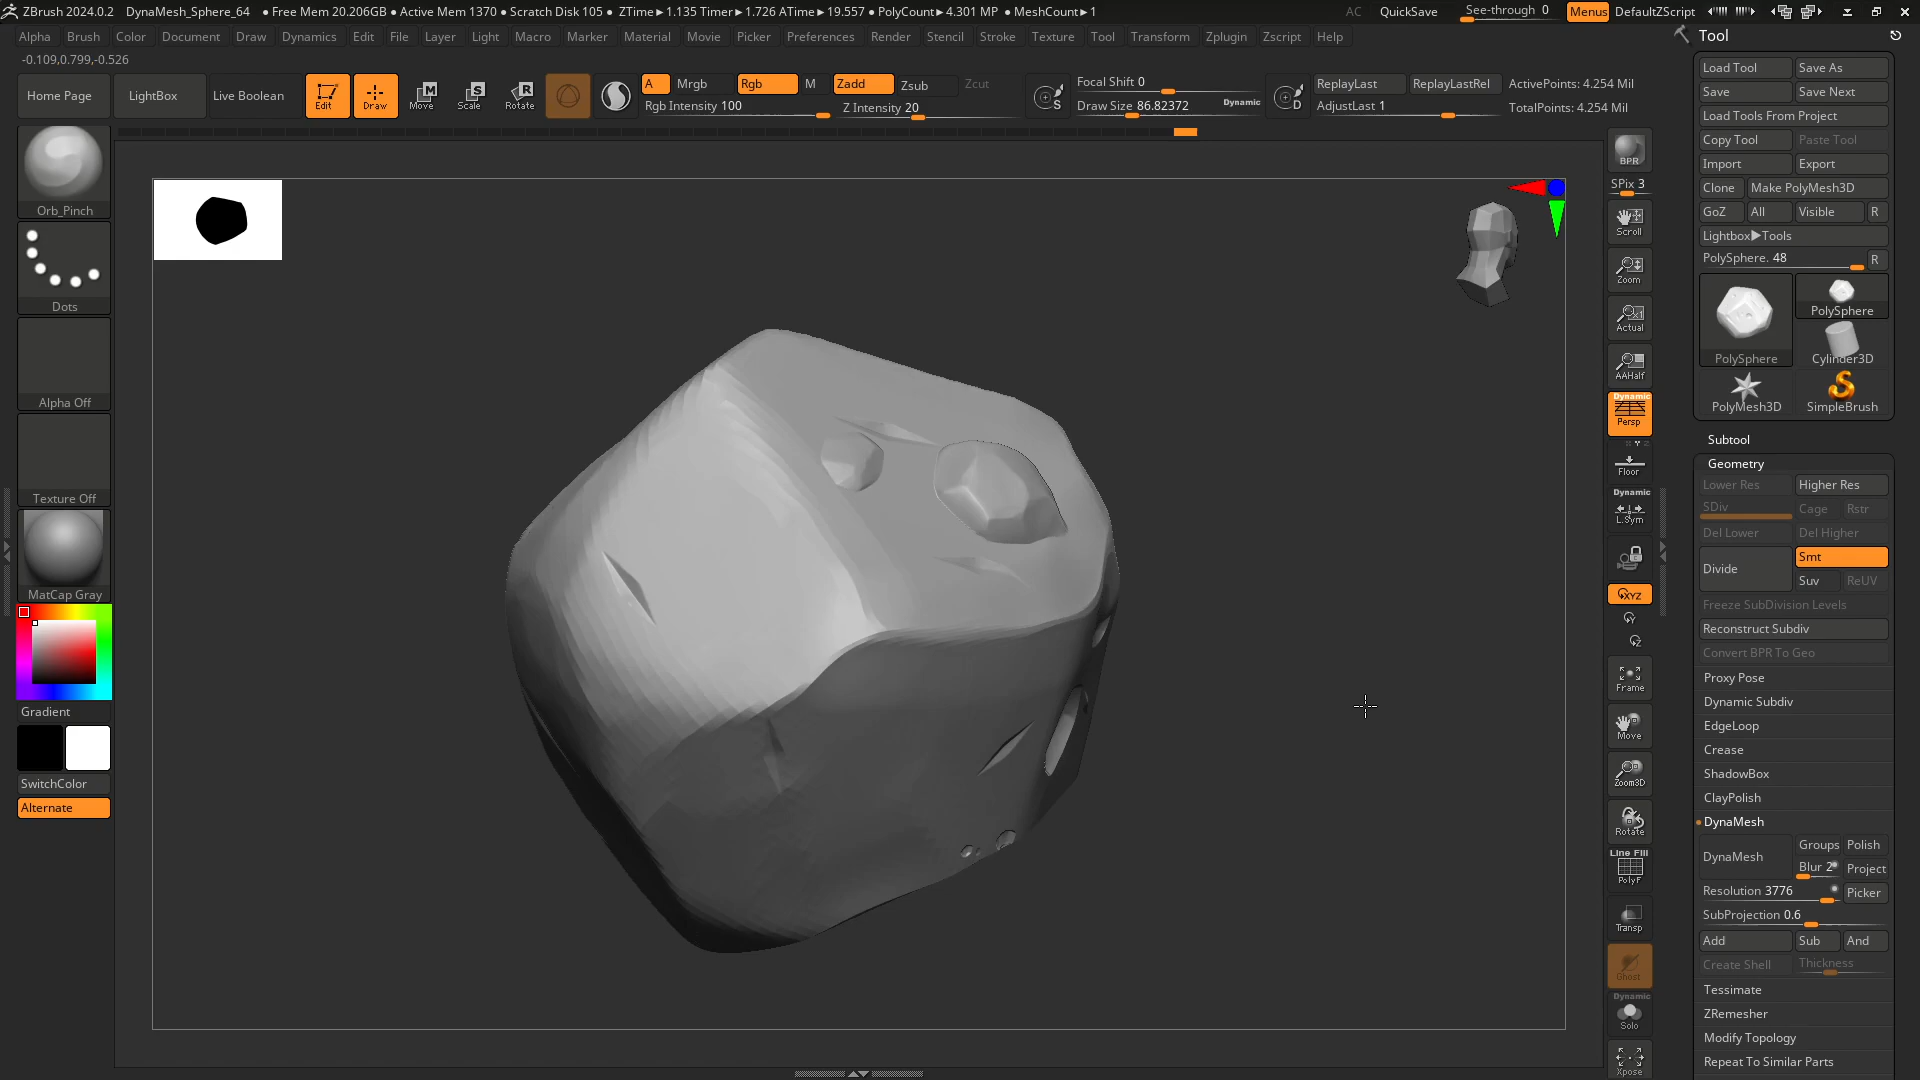 ZBrush 2024.0.2 DynaMesh_Sphere_64 ● Free Mem 20.206GB ● Active Mem 1370 ● Scratch Disk 105 ● ZTime►1.135 Timer►1.726 ATime►19.557 ● PolyCount►4.301 MP ● MeshCount►1 AC QuickSave See-through 0 Menus DefaultZScript
Alpha Brush Color Document Draw Dynamics Edit File Layer Light Macro Marker Material Movie Picker Preferences Render Stencil Stroke Texture Tool Transform Zplugin Zscript Help
-0.109,0.799,-0.526
Home Page LightBox Live Boolean Edit Draw Move Scale Rotate
A Mrgb Rgb M Zadd Zsub Zcut
Rgb Intensity 100 Z Intensity 20
S Focal Shift 0
Draw Size 86.82372 Dynamic
D ReplayLast ReplayLastRel
AdjustLast 1
ActivePoints: 4.254 Mil
TotalPoints: 4.254 Mil
Orb_Pinch
Dots
Alpha Off
Texture Off
MatCap Gray
Gradient
SwitchColor
Alternate
BPR
SPix 3
Scroll
Zoom
Actual
AAHalf
Dynamic
Persp
Floor
Dynamic
L.Sym
XYZ
Y
Z
Frame
Move
Zoom3D
Rotate
Line Fill
PolyF
Transp
Ghost
Dynamic
Solo
Xpose
Tool
Load Tool Save As
Save Save Next
Load Tools From Project
Copy Tool Paste Tool
Import Export
Clone Make PolyMesh3D
GoZ All Visible R
Lightbox►Tools
PolySphere. 48 R
PolySphere
PolySphere Cylinder3D
PolyMesh3D SimpleBrush
Subtool
Geometry
Lower Res Higher Res
SDiv Cage Rstr
Del Lower Del Higher
Divide Smt
Suv ReUV
Freeze SubDivision Levels
Reconstruct Subdiv
Convert BPR To Geo
Proxy Pose
Dynamic Subdiv
EdgeLoop
Crease
ShadowBox
ClayPolish
DynaMesh
DynaMesh Groups Polish
Blur 2 Project
Resolution 3776 Picker
SubProjection 0.6
Add Sub And
Create Shell Thickness
Tessimate
ZRemesher
Modify Topology
Repeat To Similar Parts